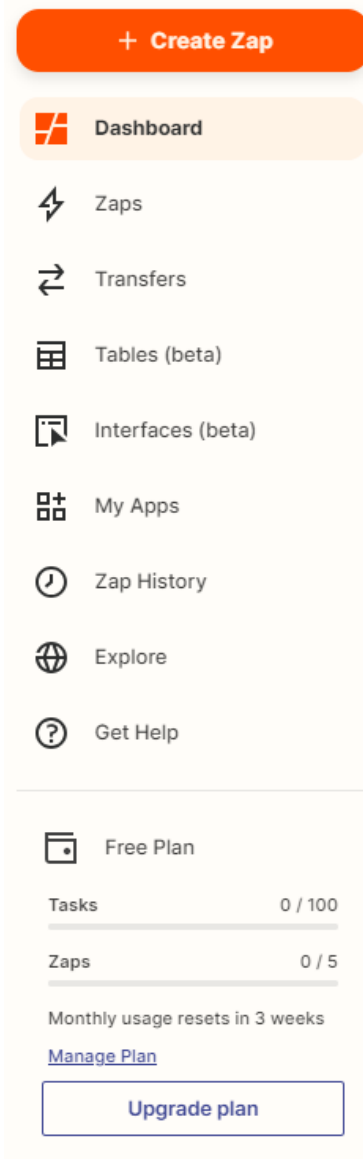 + Create Zap
Dashboard
Zaps
Transfers
Tables (beta)
Interfaces (beta)
My Apps
Zap History
Explore
Get Help
Free Plan
Tasks 0 / 100
Zaps 0 / 5
Monthly usage resets in 3 weeks
Manage Plan
Upgrade plan